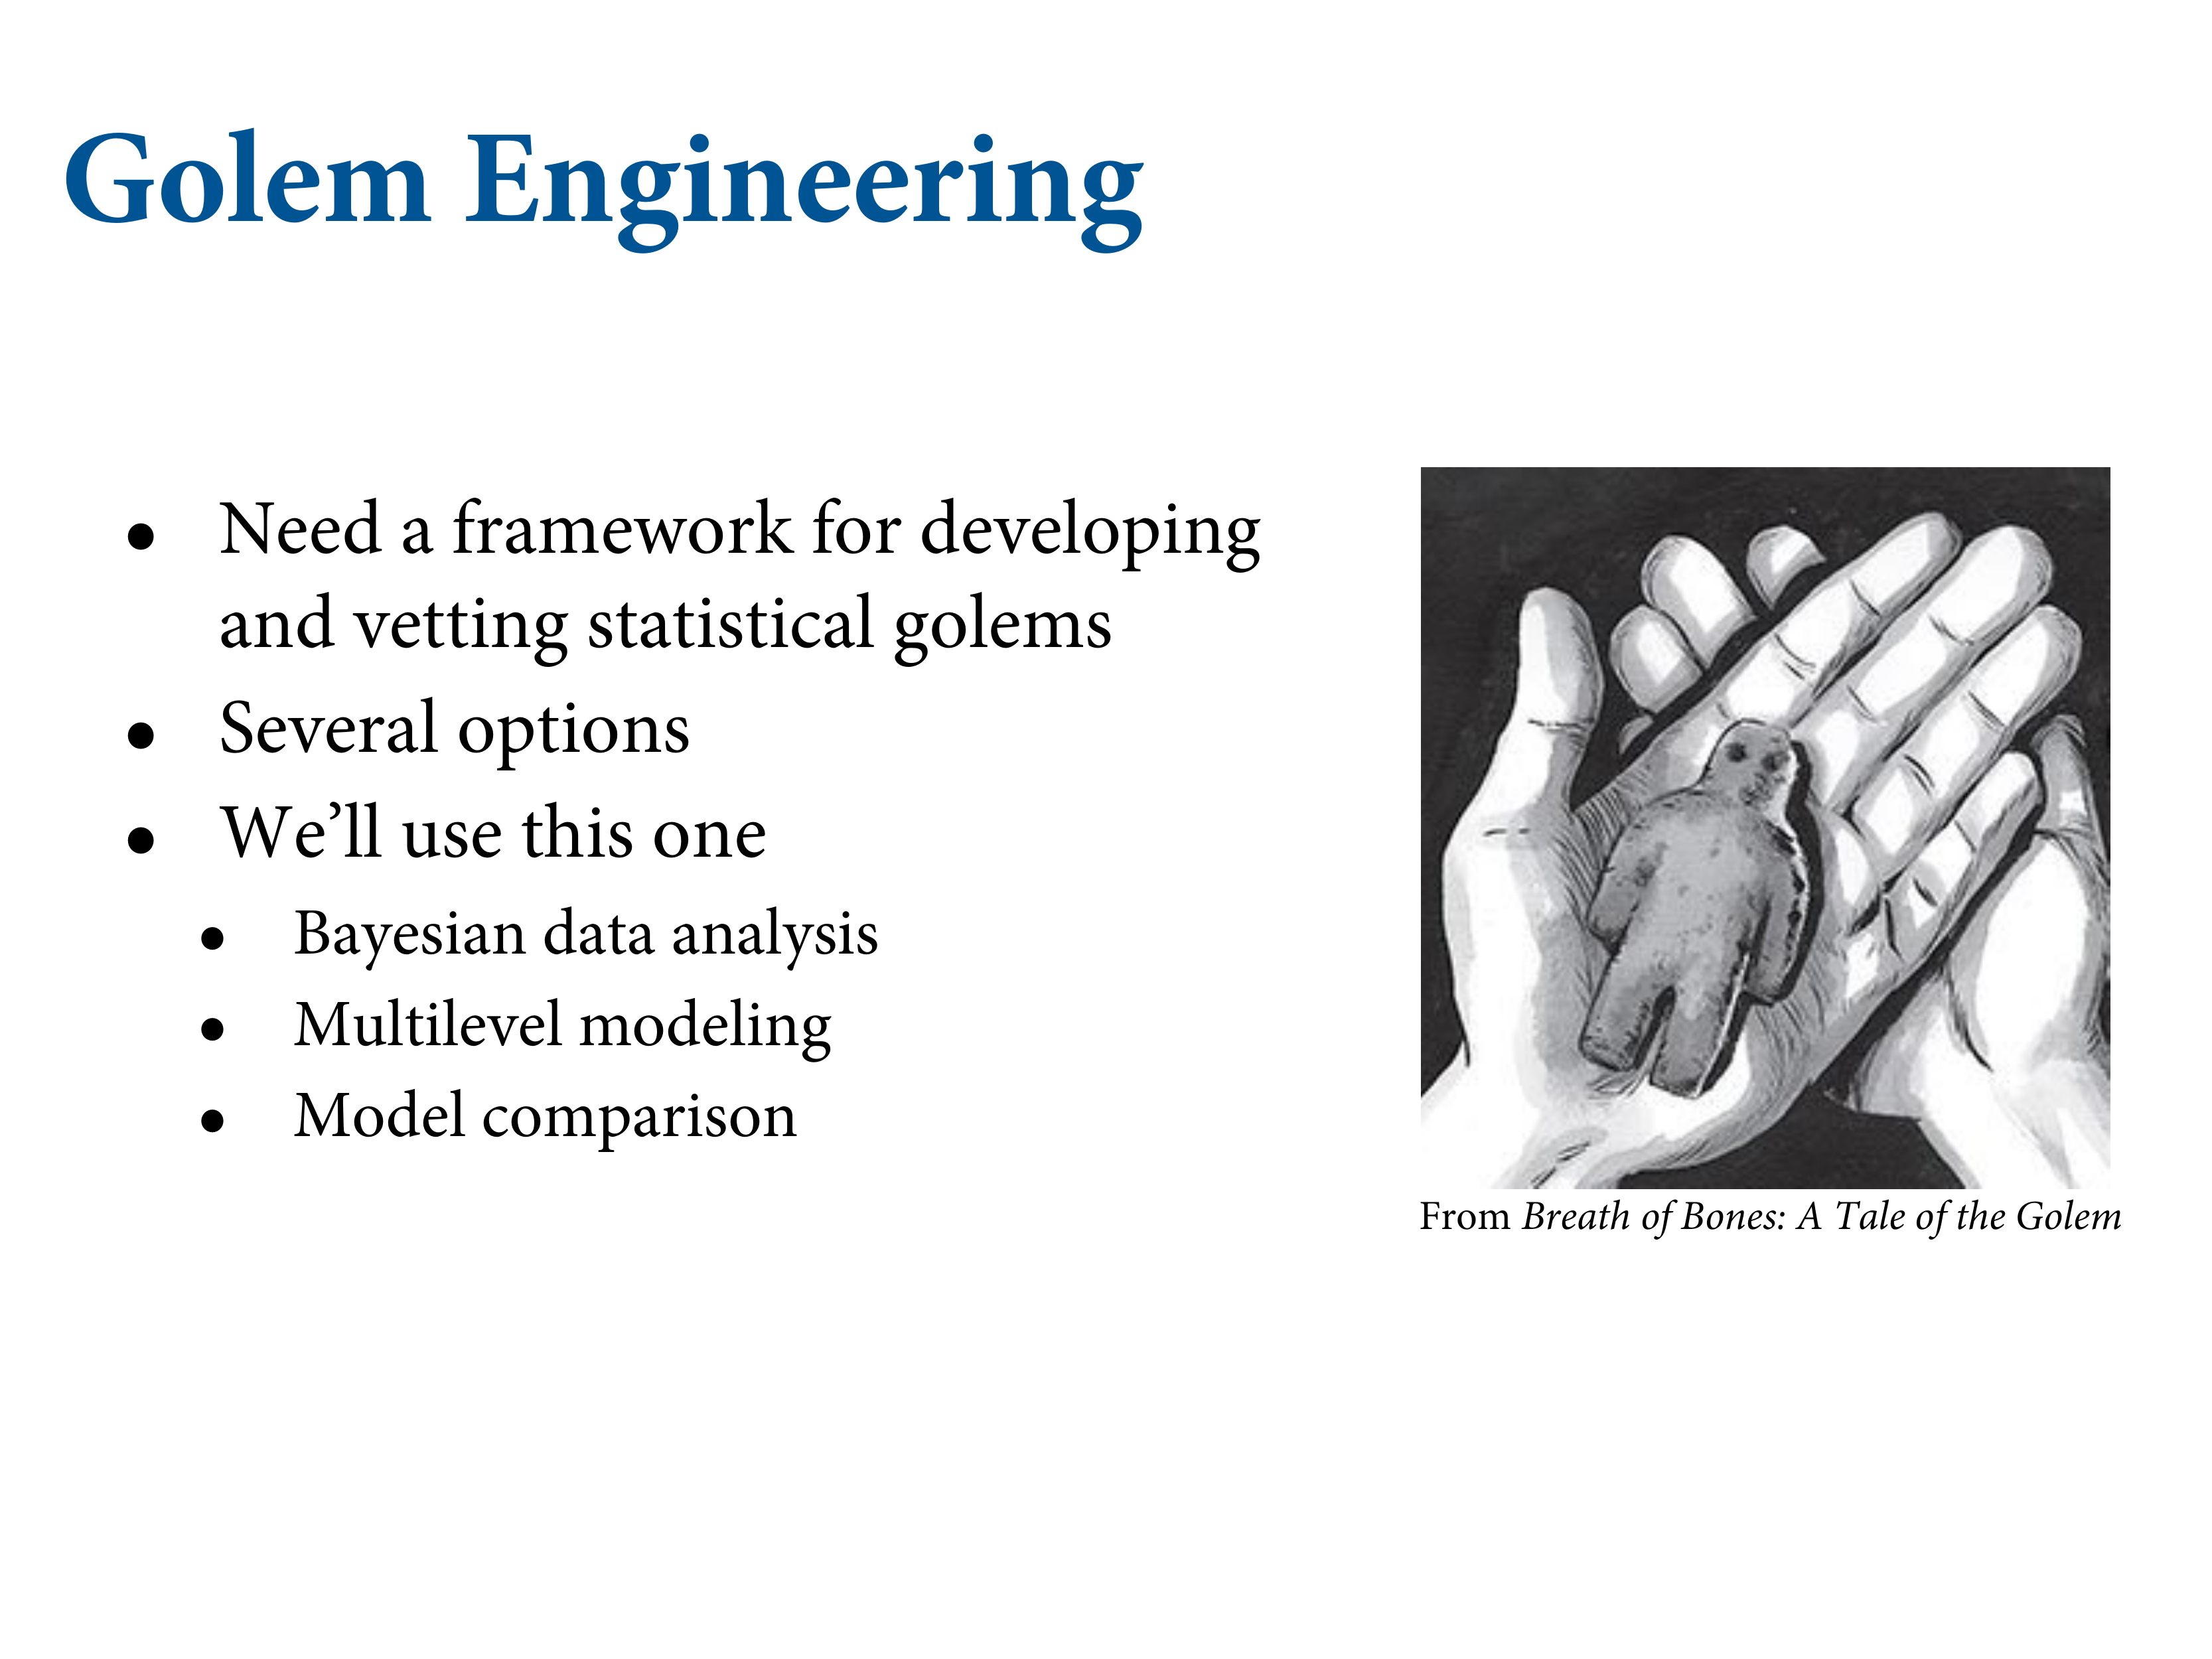 Golem Engineering
• Need a framework for developing
and vetting statistical golems
• Several options
• We’ll use this one
• Bayesian data analysis
• Multilevel modeling
• Model comparison
From Breath of Bones: A Tale of the Golem